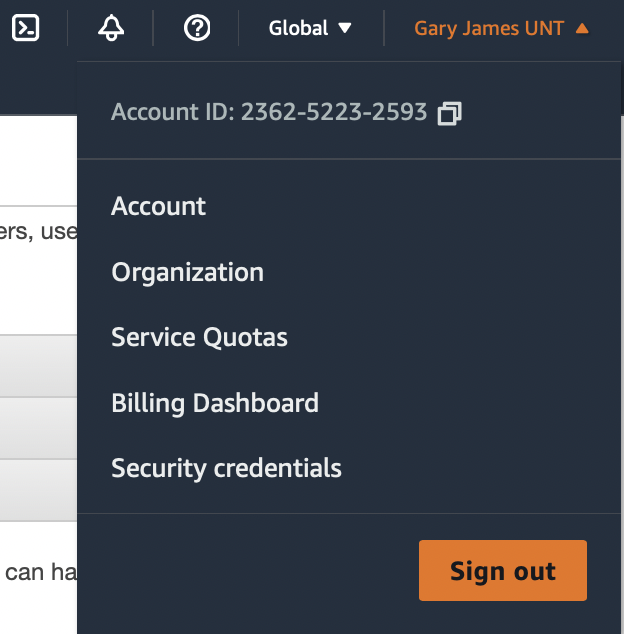 Global ▼ Gary James UNT ▲
Account ID: 2362-5223-2593
Account
ers, use
Organization
Service Quotas
Billing Dashboard
Security credentials
can ha
Sign out